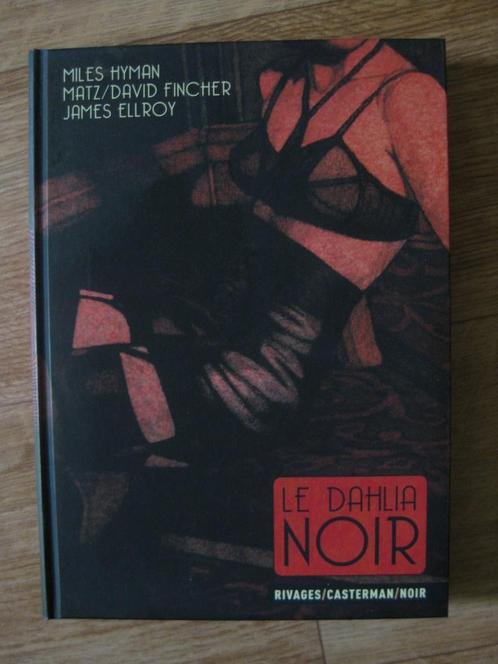 MILES HYMAN
MATZ/DAVID FINCHER
JAMES ELLROY
LE DAHLIA
NOIR
RIVAGES/CASTERMAN/NOIR